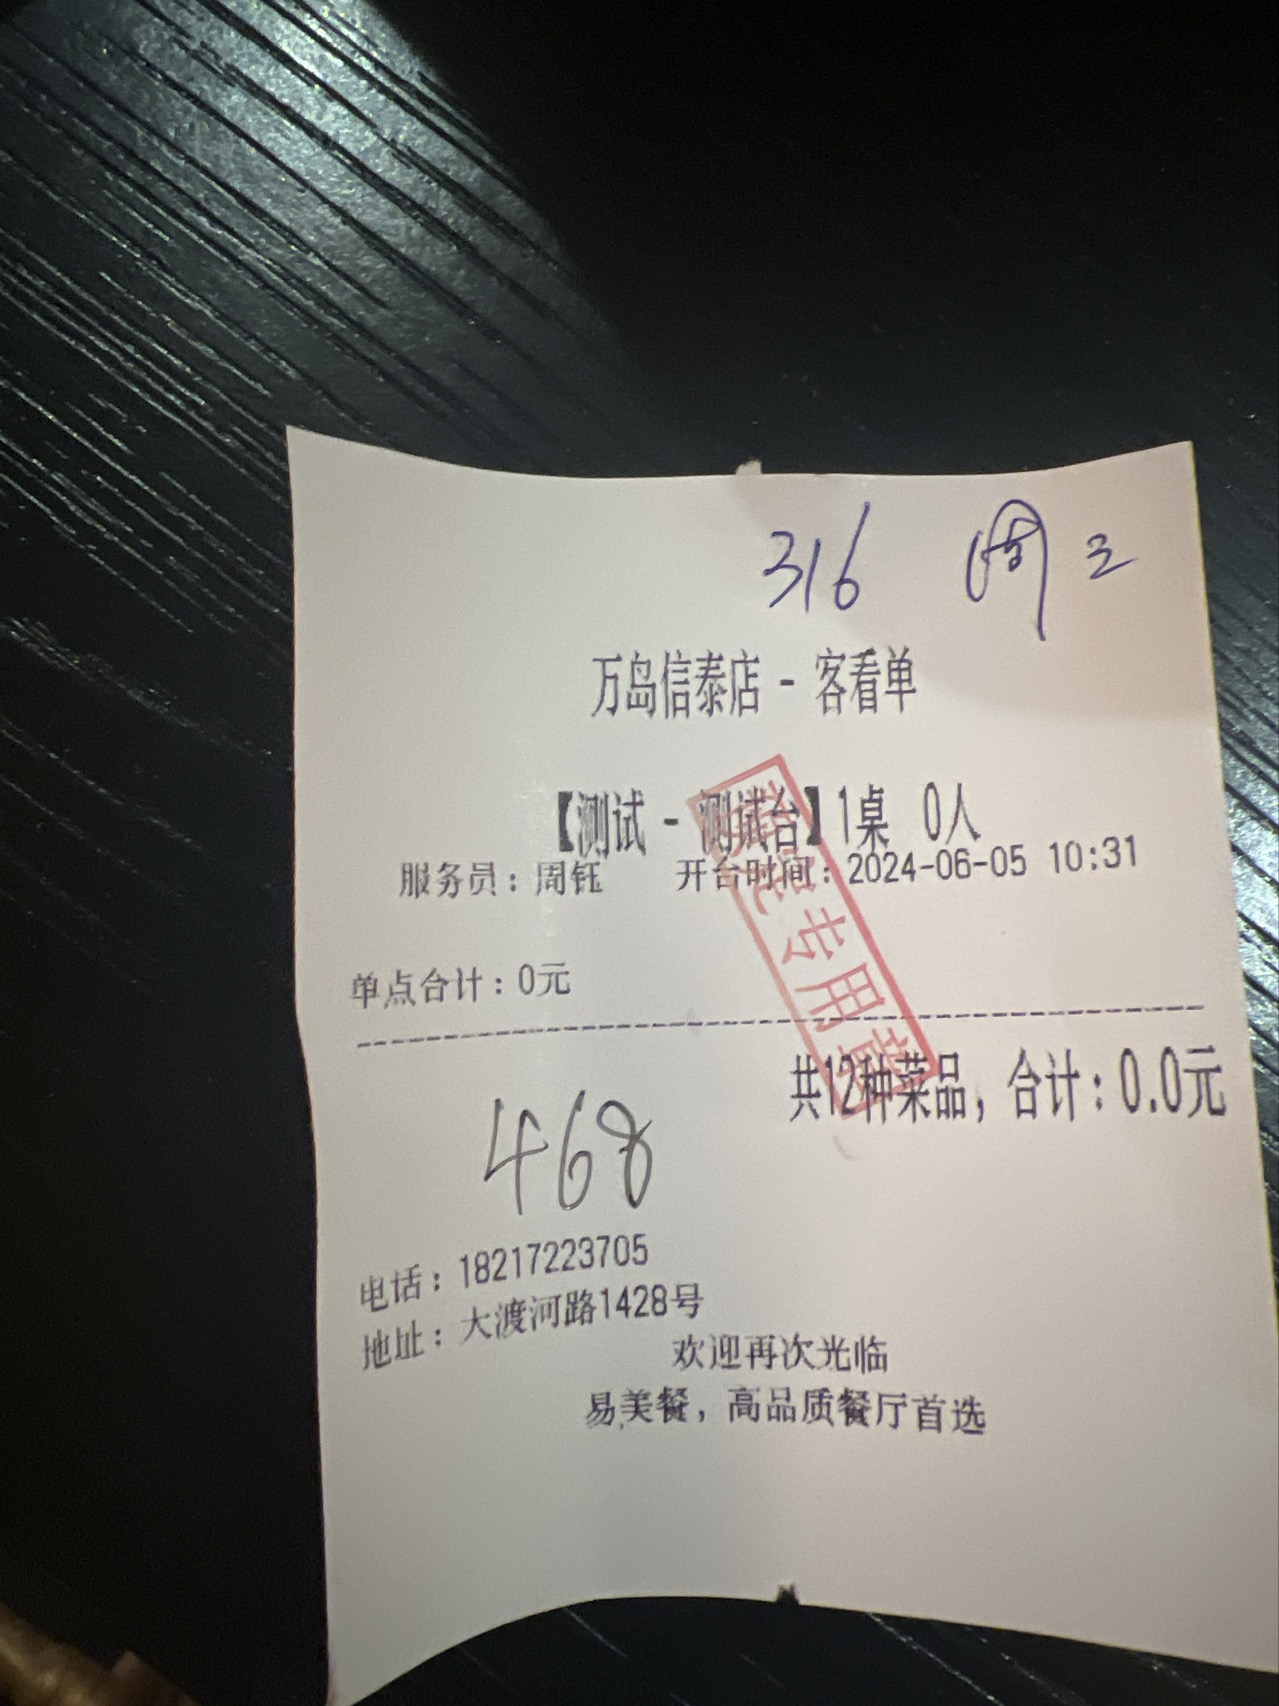 316 周三
万岛信泰店 - 客看单
【测试 - 测试台】1桌 0人
服务员：周钰 开台时间：2024-06-05 10:31
专用章
单点合计：0元
共12种菜品，合计：0.0元
468
电话：18217223705
地址：大渡河路1428号
欢迎再次光临
易美餐，高品质餐厅首选